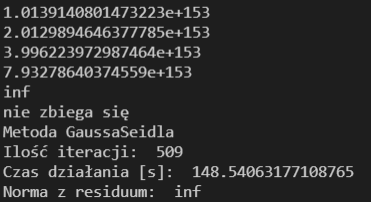 1.0139140801473223e+153
2.0129894646377785e+153
3.996223972987464e+153
7.93278640374559e+153
inf
nie zbiega się
Metoda GaussaSeidla
Ilość iteracji:  509
Czas działania [s]:  148.54063177108765
Norma z residuum:  inf